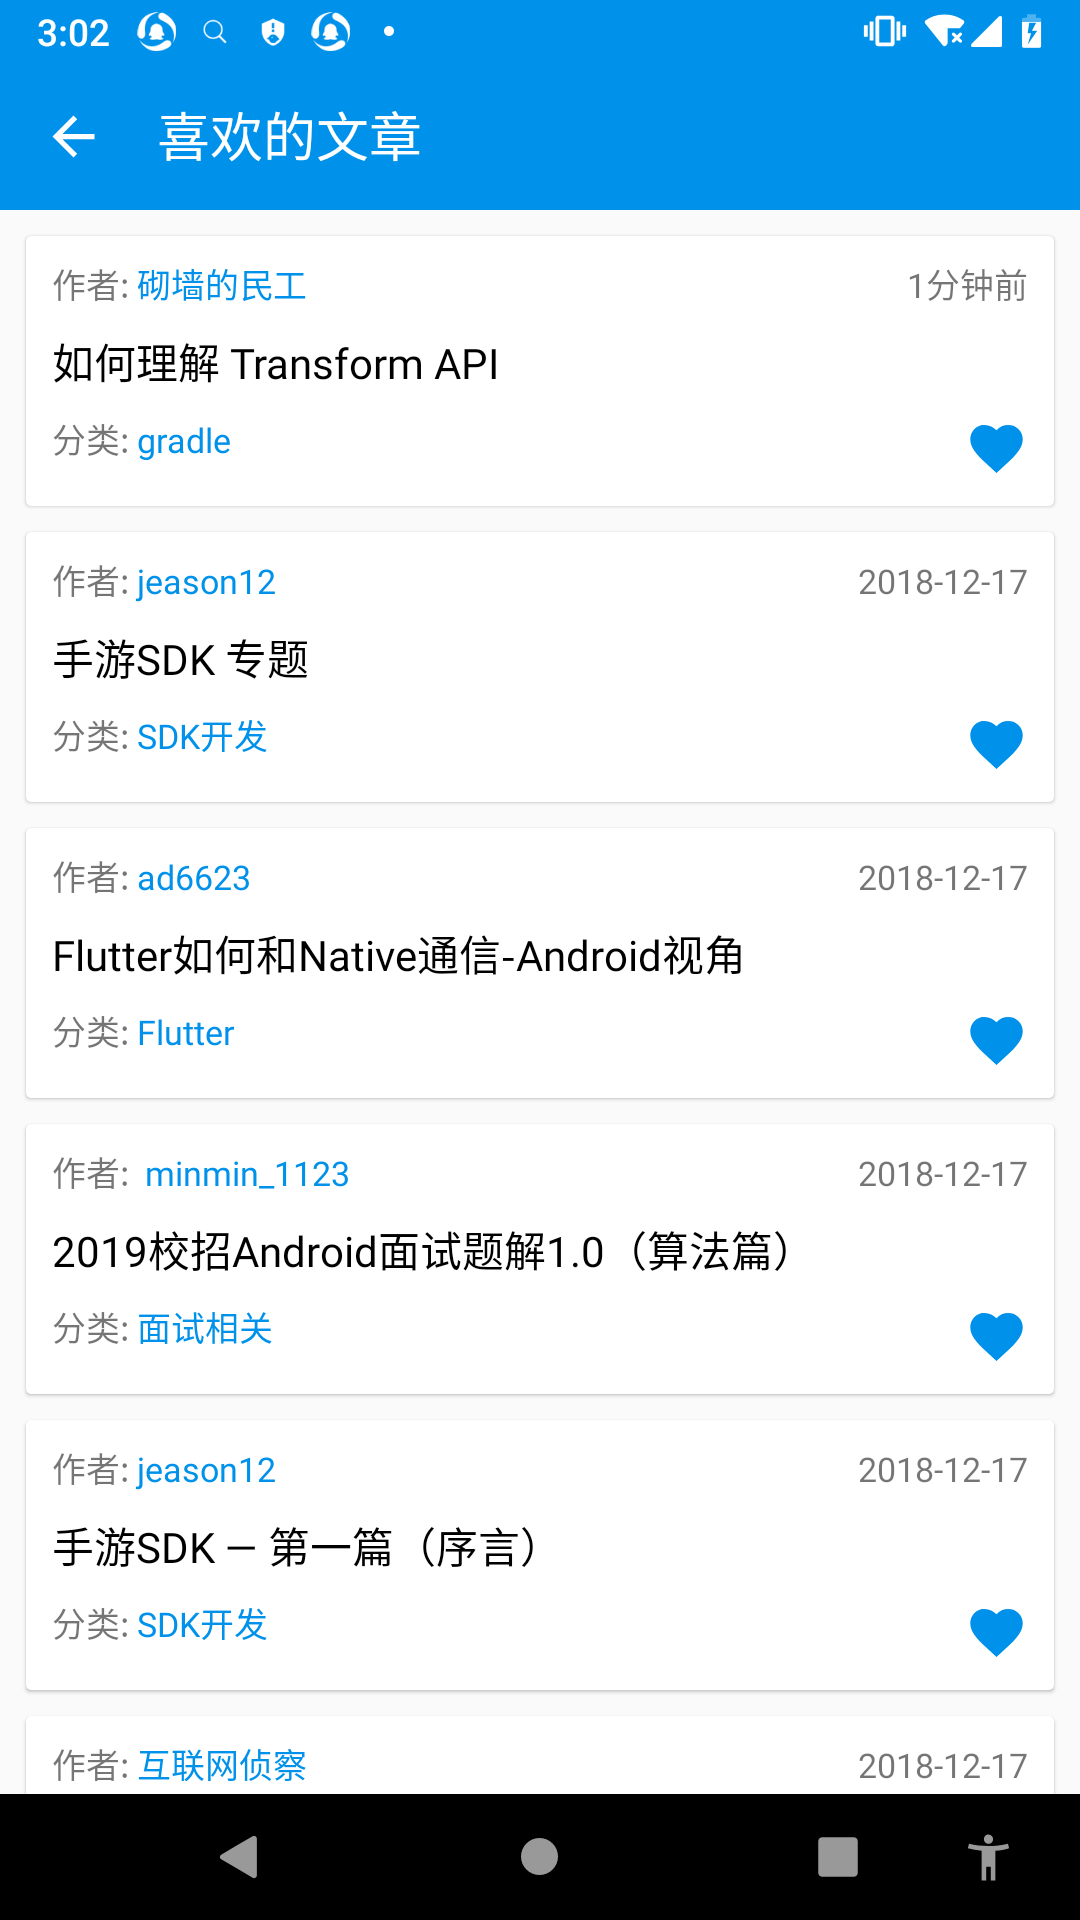 3:02
喜欢的文章
作者: 砌墙的民工 1分钟前
如何理解 Transform API
分类: gradle
作者: jeason12 2018-12-17
手游SDK 专题
分类: SDK开发
作者: ad6623 2018-12-17
Flutter如何和Native通信-Android视角
分类: Flutter
作者: minmin_1123 2018-12-17
2019校招Android面试题解1.0（算法篇）
分类: 面试相关
作者: jeason12 2018-12-17
手游SDK — 第一篇（序言）
分类: SDK开发
作者: 互联网侦察 2018-12-17